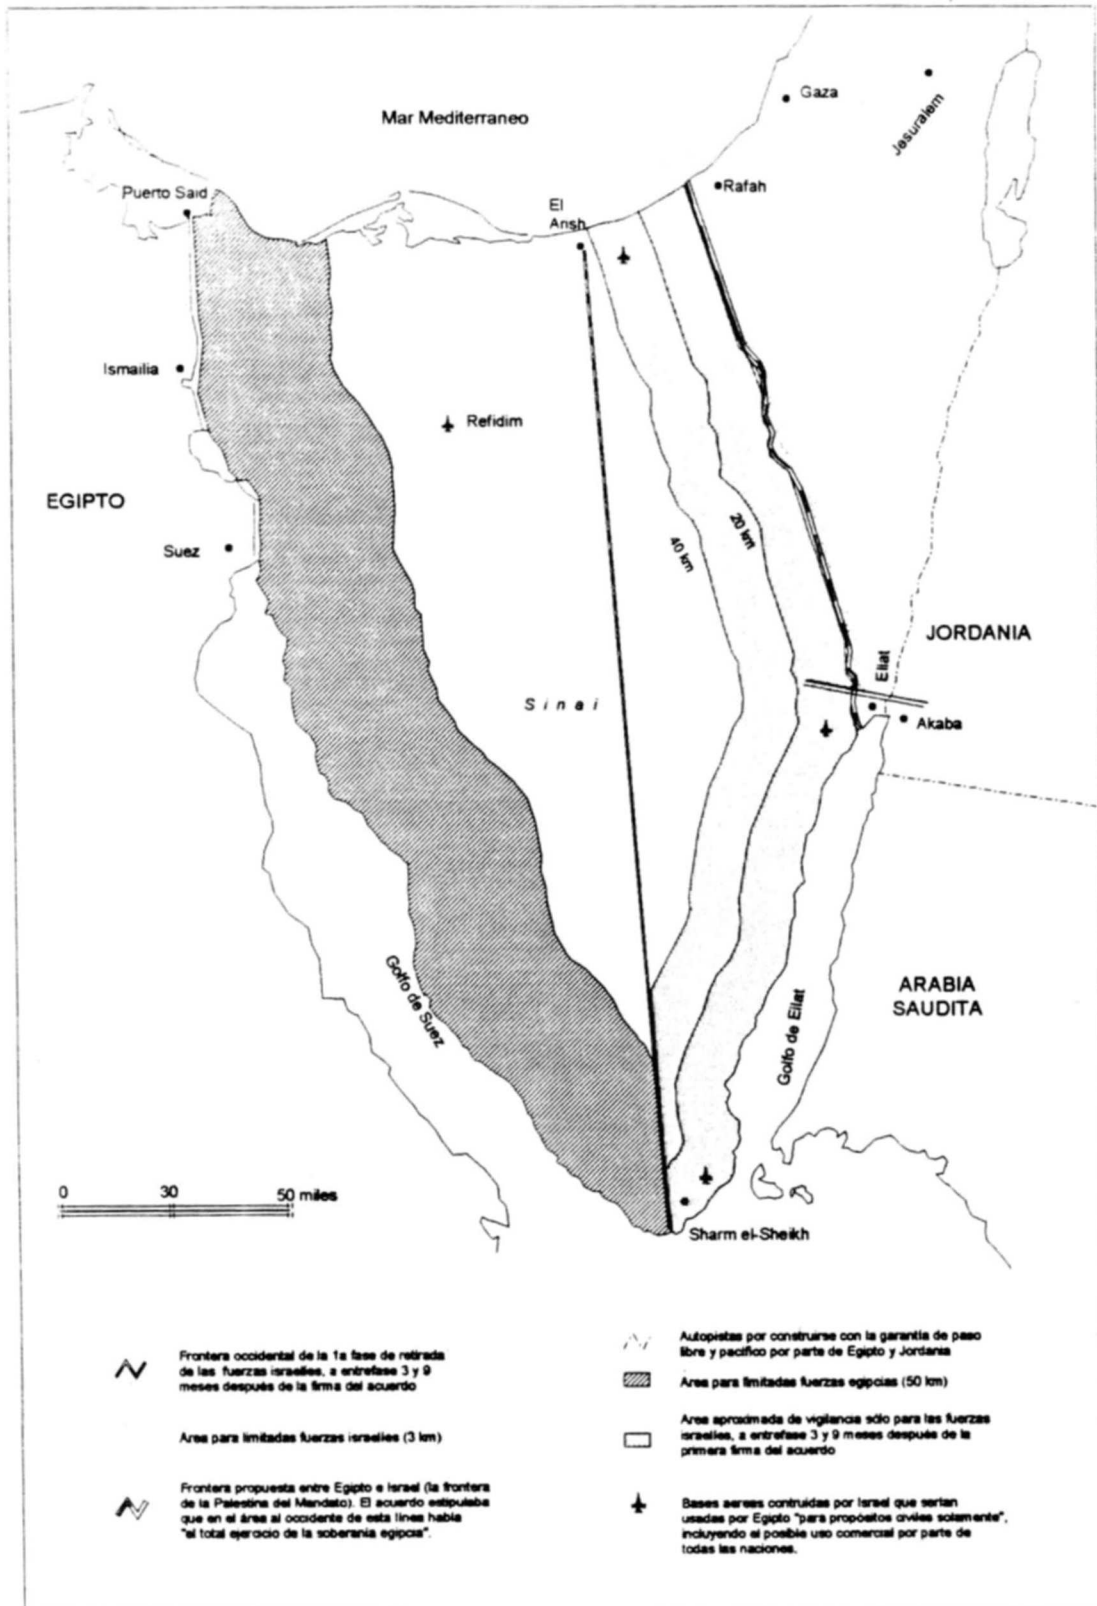 Mar Mediterraneo
Gaza
Jesuralem
Puerto Said
Rafah
El
Arish
Ismailia
Refidim
EGIPTO
Suez
20 km
40 km
JORDANIA
Eilat
Sinai
Akaba
Golfo de Suez
ARABIA
SAUDITA
Golfo de Eilat
0 30 50 miles
Sharm el-Sheikh
Frontera occidental de la 1a fase de retirada
de las fuerzas israelíes, a entrefase 3 y 9
meses después de la firma del acuerdo
Area para limitadas fuerzas israelíes (3 km)
Frontera propuesta entre Egipto e Israel (la frontera
de la Palestina del Mandato). El acuerdo estipulaba
que en el área al occidente de esta línea había
"el total ejercicio de la soberanía egipcia".
Autopistas por construirse con la garantía de paso
libre y pacífico por parte de Egipto y Jordania
Area para limitadas fuerzas egipcias (50 km)
Area aproximada de vigilancia sólo para las fuerzas
israelíes, a entrefase 3 y 9 meses después de la
primera firma del acuerdo
Bases aereas contruidas por Israel que serían
usadas por Egipto "para propósitos civiles solamente",
incluyendo el posible uso comercial por parte de
todas las naciones.